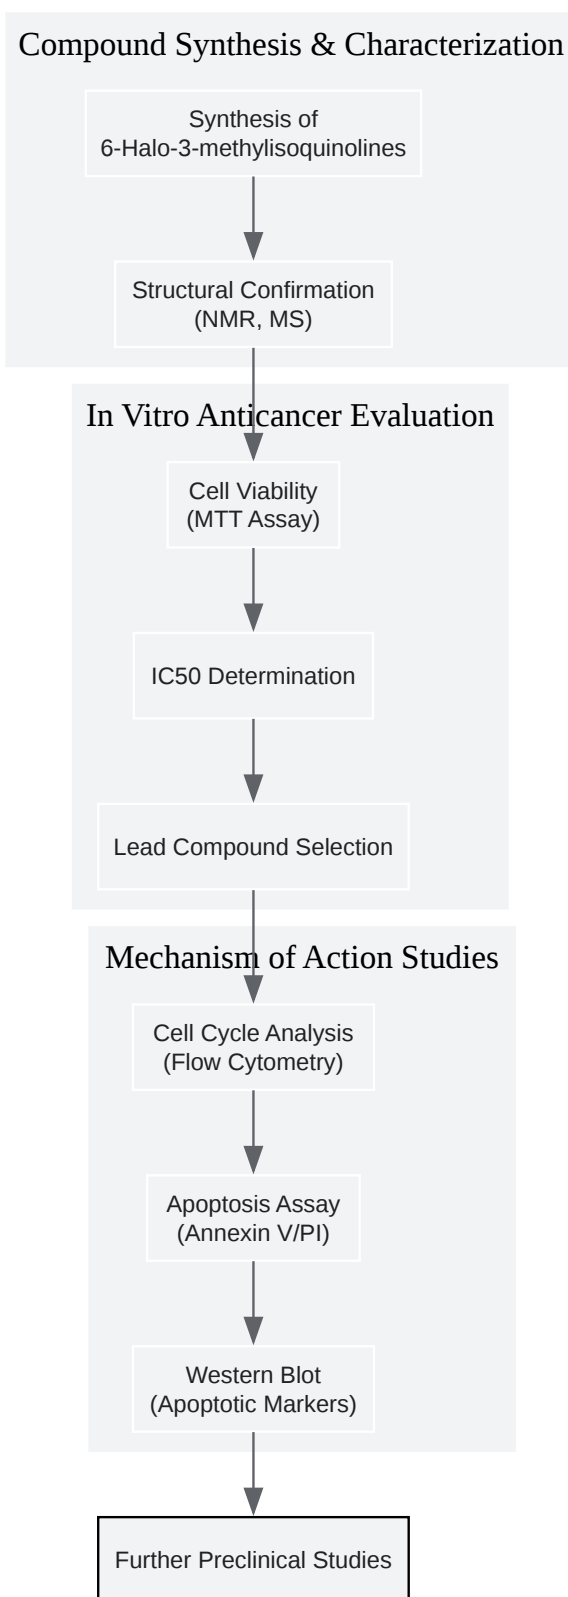 Compound Synthesis & Characterization
Synthesis of
6-Halo-3-methylisoquinolines
Structural Confirmation
(NMR, MS)
In Vitro Anticancer Evaluation
Cell Viability
(MTT Assay)
IC50 Determination
Lead Compound Selection
Mechanism of Action Studies
Cell Cycle Analysis
(Flow Cytometry)
Apoptosis Assay
(Annexin V/PI)
Western Blot
(Apoptotic Markers)
Further Preclinical Studies